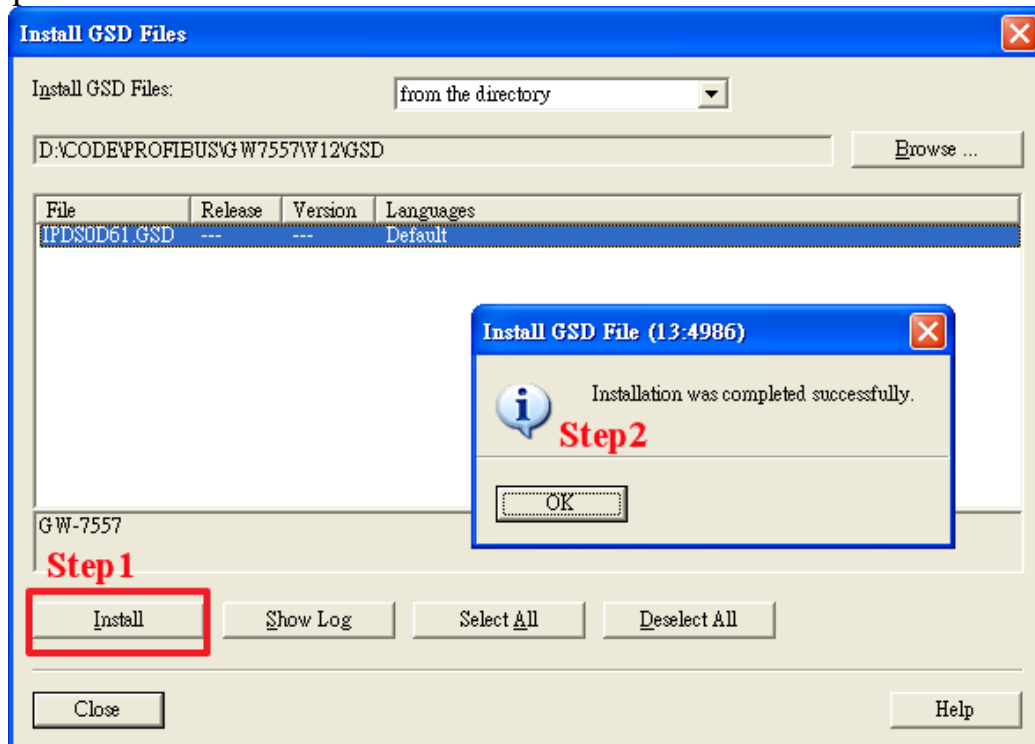 Install GSD Files
Install GSD Files:
from the directory
D:\CODE\PROFIBUS\GW7557\V12\GSD
Browse ...
File Release Version Languages
IPDS0D61.GSD --- --- Default
Install GSD File (13:4986)
Installation was completed successfully.
Step2
OK
GW-7557
Step1
Install Show Log Select All Deselect All
Close Help